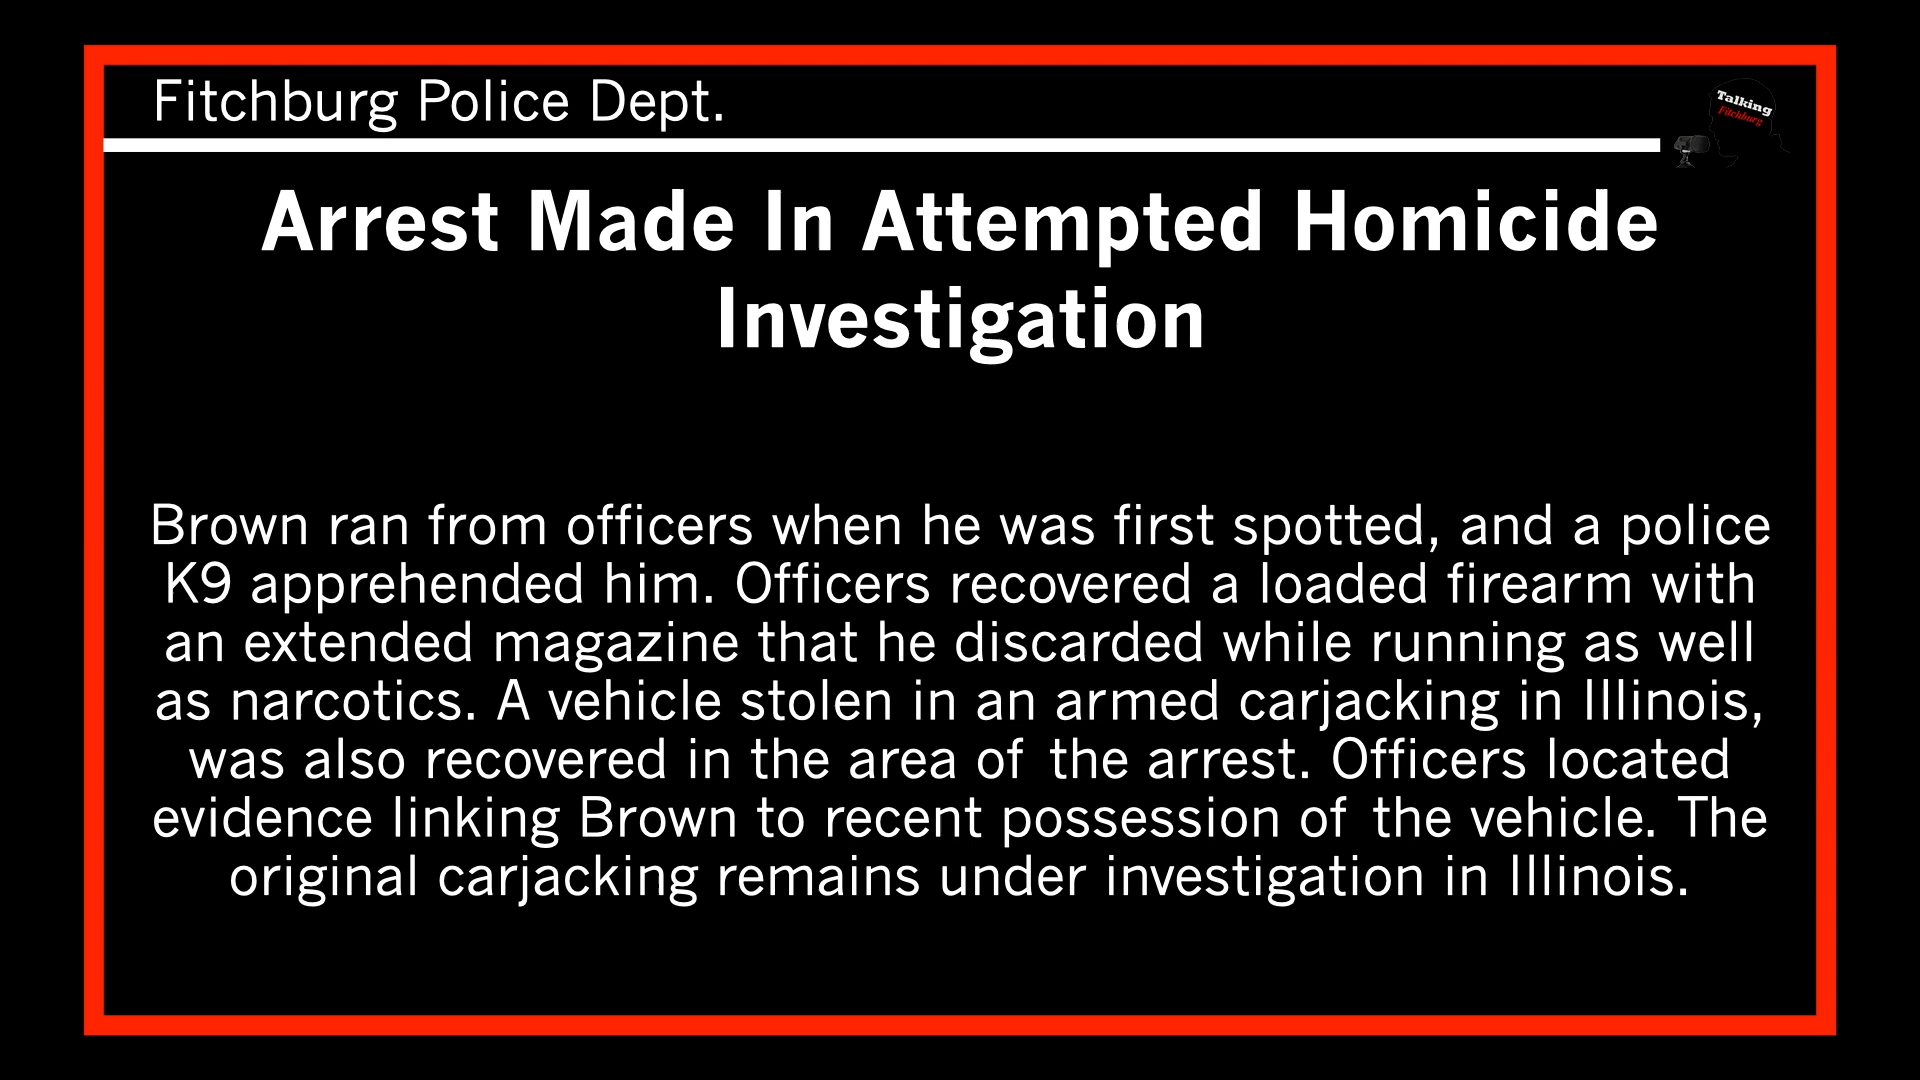 Fitchburg Police Dept.
Talking
Fitchburg
Arrest Made In Attempted Homicide
Investigation
Brown ran from officers when he was first spotted, and a police
K9 apprehended him. Officers recovered a loaded firearm with
an extended magazine that he discarded while running as well
as narcotics. A vehicle stolen in an armed carjacking in Illinois,
was also recovered in the area of the arrest. Officers located
evidence linking Brown to recent possession of the vehicle. The
original carjacking remains under investigation in Illinois.